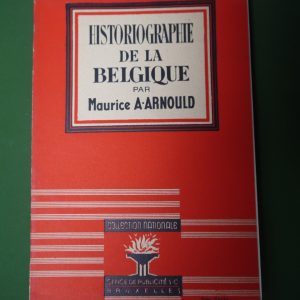 HISTORIOGRAPHIE
DE LA
BELGIQUE
PAR
Maurice A-ARNOULD
COLLECTION NATIONALE
OFFICE DE PUBLICITÉ S.C.
BRUXELLES